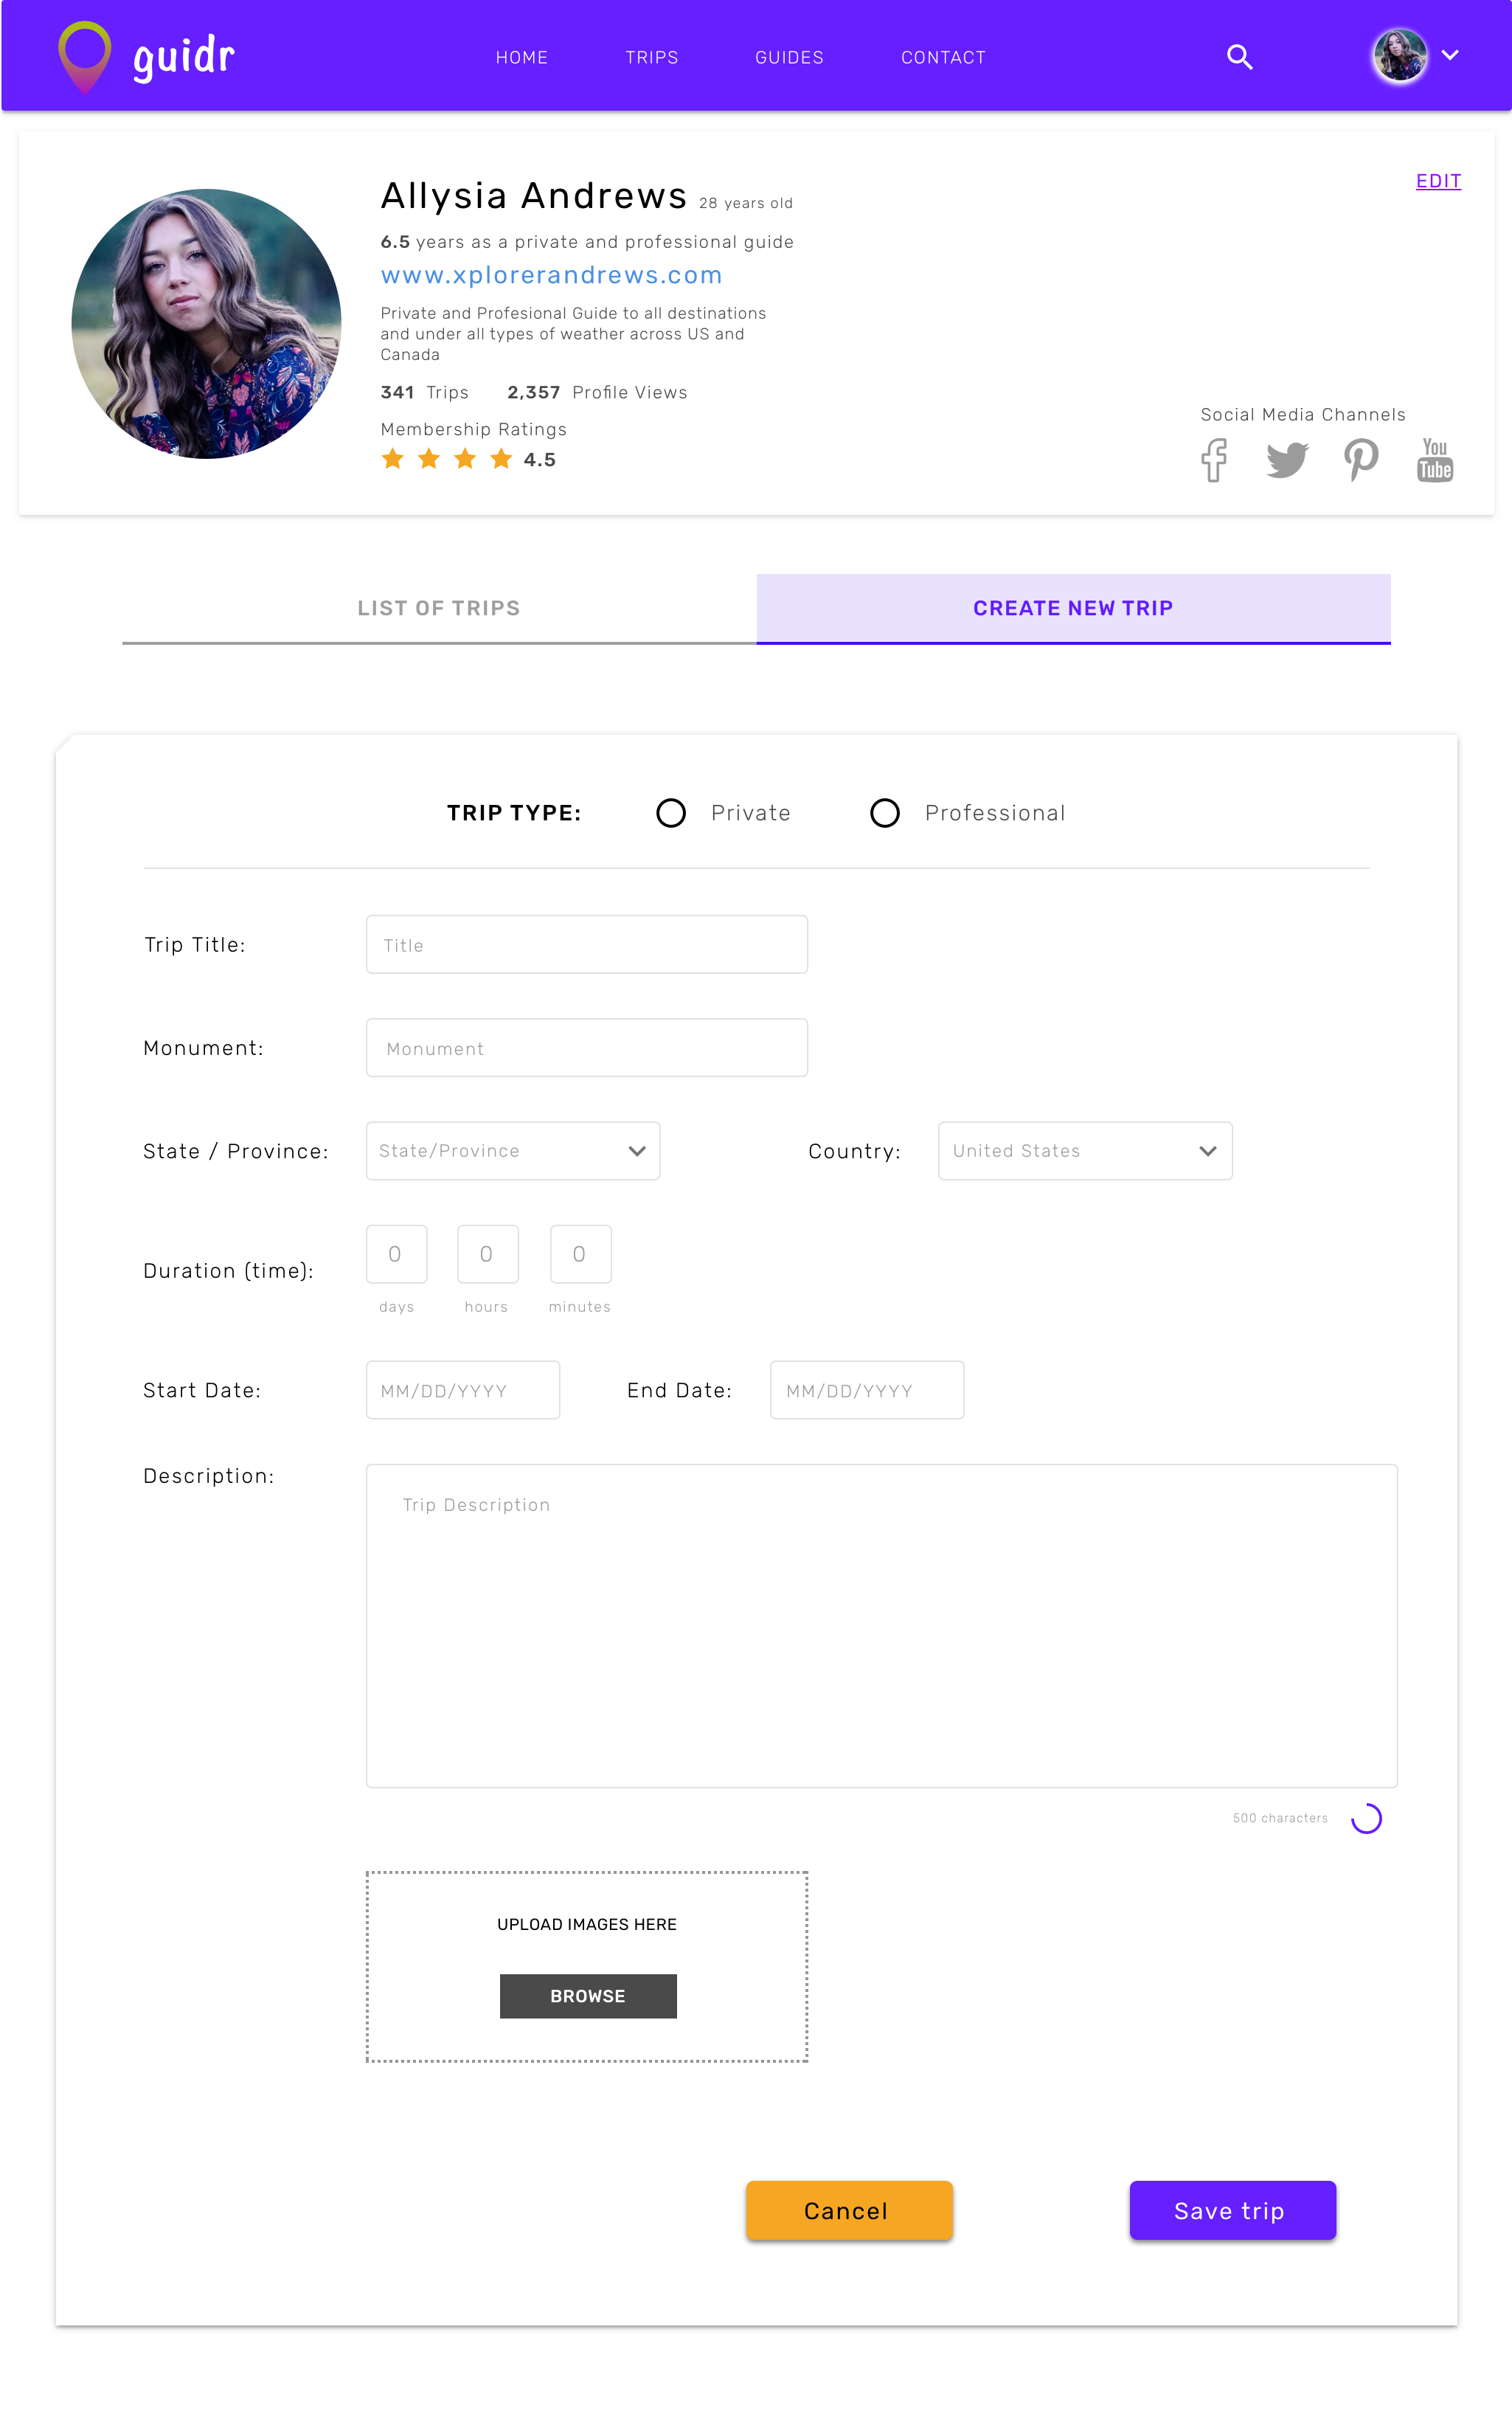 guidr
HOME TRIPS GUIDES CONTACT
EDIT
Allysia Andrews 28 years old
6.5 years as a private and professional guide
www.xplorerandrews.com
Private and Profesional Guide to all destinations
and under all types of weather across US and
Canada
341 Trips 2,357 Profile Views
Membership Ratings
4.5
Social Media Channels
You
Tube
LIST OF TRIPS CREATE NEW TRIP
TRIP TYPE: Private Professional
Trip Title: Title
Monument: Monument
State / Province: State/Province Country: United States
Duration (time): 0 0 0
days hours minutes
Start Date: MM/DD/YYYY End Date: MM/DD/YYYY
Description: Trip Description
500 characters
UPLOAD IMAGES HERE
BROWSE
Cancel Save trip